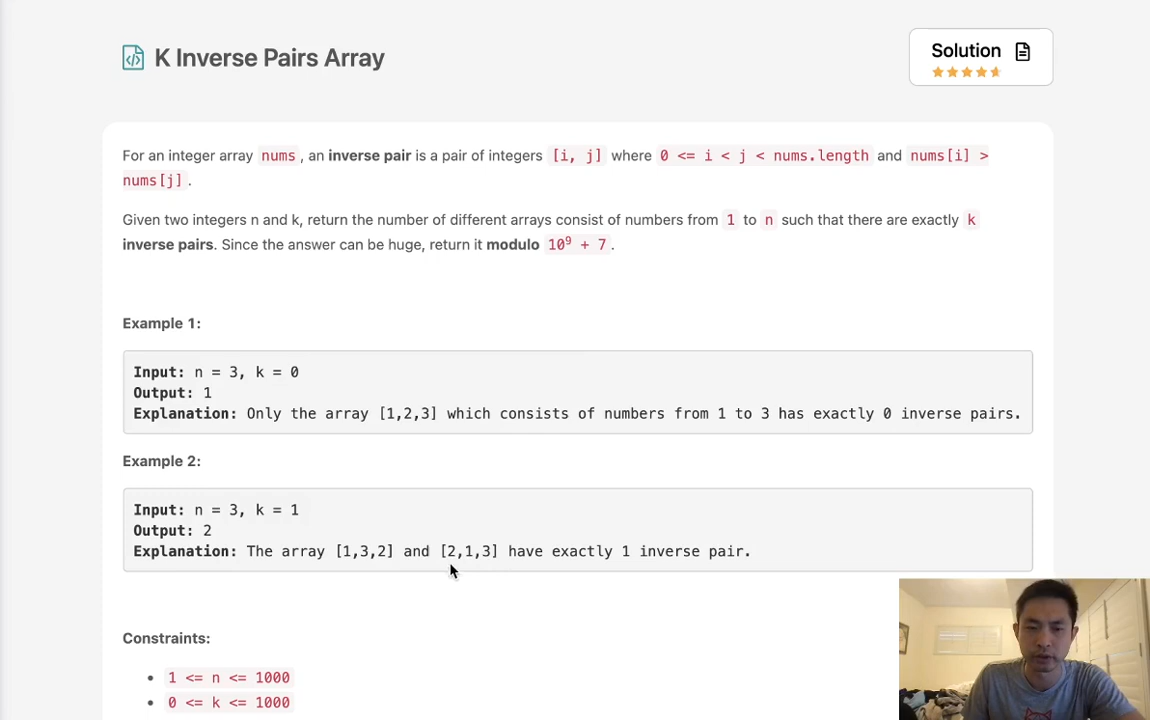 K Inverse Pairs Array
Solution
For an integer array nums , an inverse pair is a pair of integers [i, j] where 0 <= i < j < nums.length and nums[i] >
nums[j] .
Given two integers n and k, return the number of different arrays consist of numbers from 1 to n such that there are exactly k
inverse pairs. Since the answer can be huge, return it modulo 10⁹ + 7 .
Example 1:
Input: n = 3, k = 0
Output: 1
Explanation: Only the array [1,2,3] which consists of numbers from 1 to 3 has exactly 0 inverse pairs.
Example 2:
Input: n = 3, k = 1
Output: 2
Explanation: The array [1,3,2] and [2,1,3] have exactly 1 inverse pair.
Constraints:
• 1 <= n <= 1000
• 0 <= k <= 1000